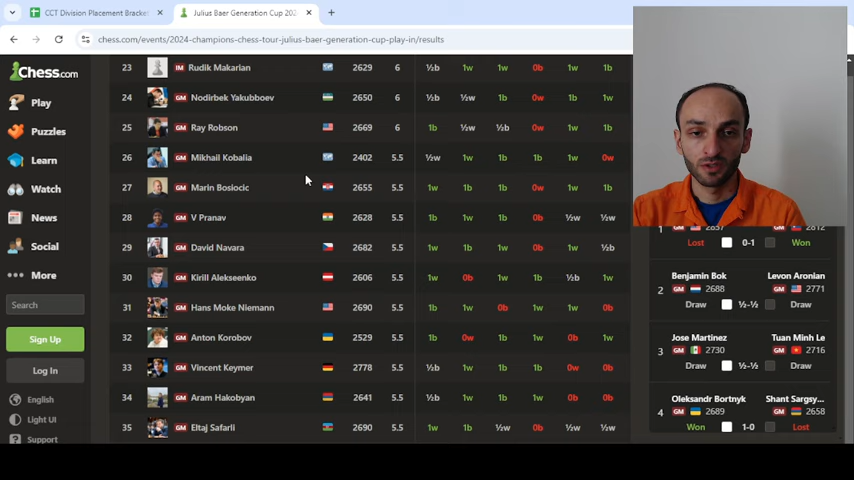 CCT Division Placement Bracket
Julius Baer Generation Cup 202
chess.com/events/2024-champions-chess-tour-julius-baer-generation-cup-play-in/results
Chess.com
Play
Puzzles
Learn
Watch
News
Social
More
Search
Sign Up
Log In
English
Light UI
Support
23 IM Rudik Makarian 2629 6 ½b 1w 1w 0b 1w 1b
24 GM Nodirbek Yakubboev 2650 6 ½b ½w 1b 0w 1b 1b
25 GM Ray Robson 2669 6 1b ½w ½b 0w 1w 1b
26 GM Mikhail Kobalia 2402 5.5 ½w 1w 1b 1b 1w 0w
27 GM Marin Bosiocic 2655 5.5 1w 1b 1b 0w 1w 1b
28 GM V Pranav 2628 5.5 1b 1w 1b 0b ½w ½w
29 GM David Navara 2682 5.5 1w 1b 1w 0b 1w ½b
30 GM Kirill Alekseenko 2606 5.5 1w 0b 1w 1b ½b 1w
31 GM Hans Moke Niemann 2690 5.5 1b 1w 0b 1w 1w 0b
32 GM Anton Korobov 2529 5.5 1b 0w 1b 1w 0b 1w
33 GM Vincent Keymer 2778 5.5 ½b 1w 1b 1b 0w 0b
34 GM Aram Hakobyan 2641 5.5 ½b 1w 1b 1w 0b 0b
35 GM Eltaj Safarli 2690 5.5 1w 1b ½w 0b ½w ½w
1 GM 2837 GM 2812
Lost 0-1 Won
Benjamin Bok Levon Aronian
2 GM 2688 GM 2771
Draw ½-½ Draw
Jose Martinez Tuan Minh Le
3 GM 2730 GM 2716
Draw ½-½ Draw
Oleksandr Bortnyk Shant Sargsy...
4 GM 2689 GM 2658
Won 1-0 Lost